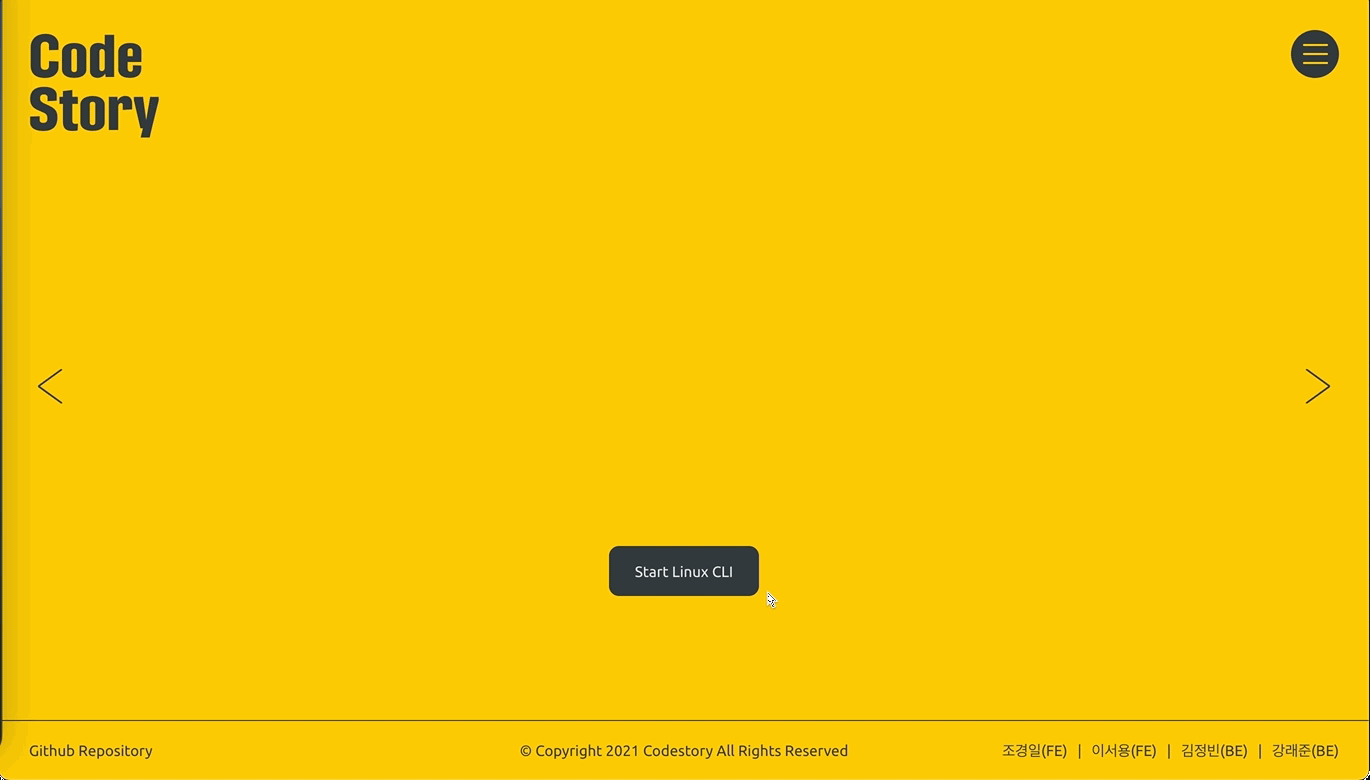 Code
Story
Start Linux CLI
Github Repository
© Copyright 2021 Codestory All Rights Reserved
조경일(FE) | 이서용(FE) | 김정빈(BE) | 강래준(BE)